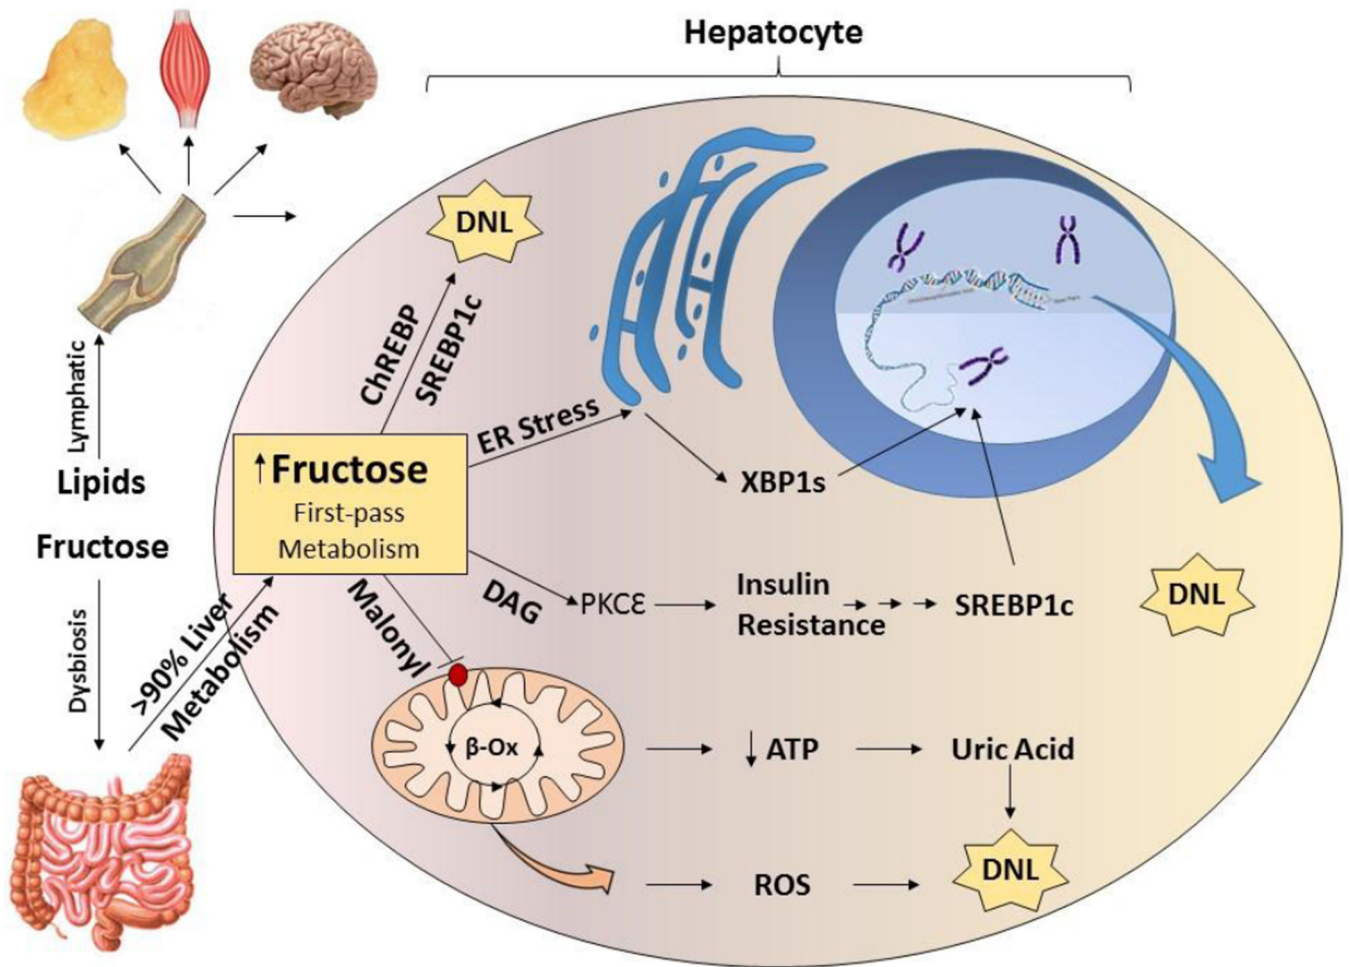 Hepatocyte
DNL
ChREBP
SREBP1c
Lymphatic
Lipids
Fructose
Dysbiosis
>90% Liver
Metabolism
↑Fructose
First-pass
Metabolism
ER Stress
XBP1s
DAG
PKCƐ
Insulin
Resistance
SREBP1c
DNL
Malonyl
β-Ox
↓ ATP
Uric Acid
ROS
DNL